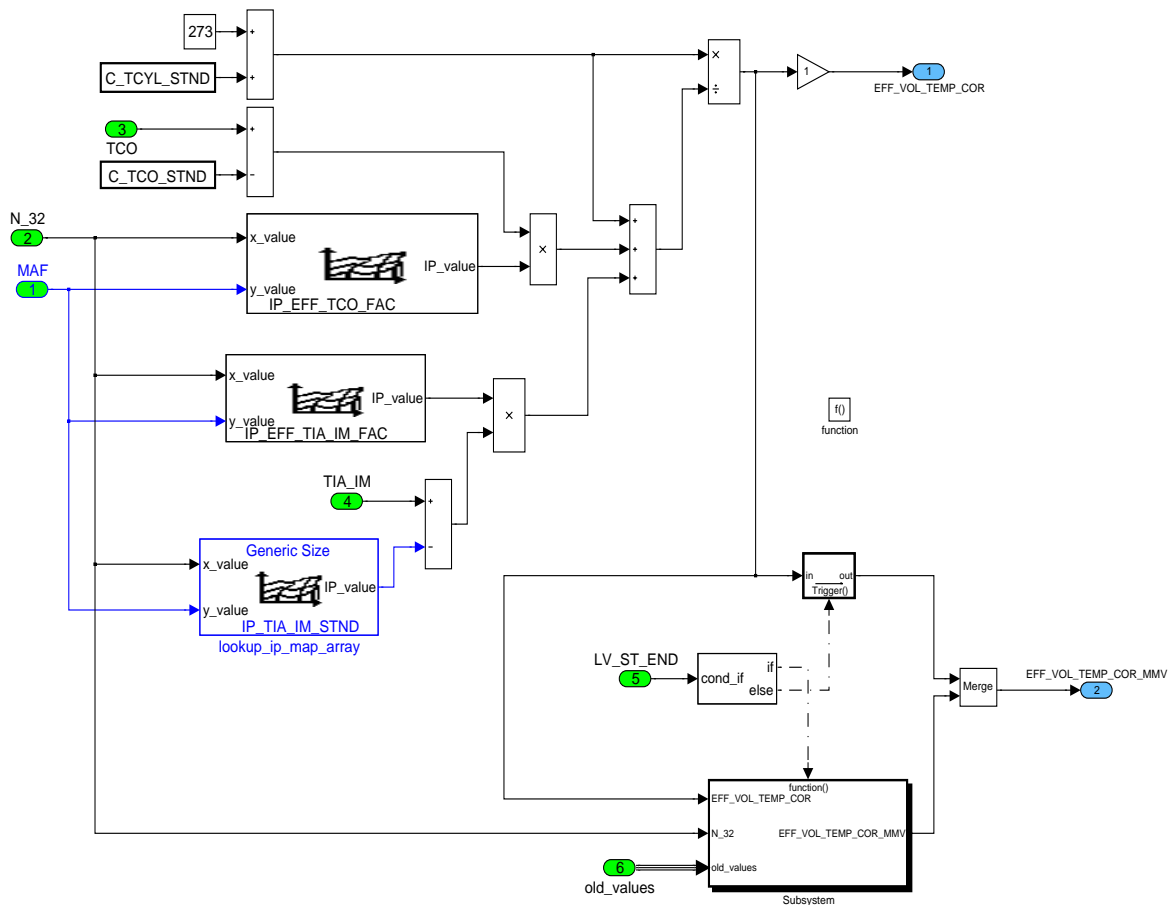 273
+
C_TCYL_STND
+
×
÷
1
1
EFF_VOL_TEMP_COR
3
TCO
+
C_TCO_STND
−
N_32
2
MAF
1
x_value
y_value
IP_value
IP_EFF_TCO_FAC
×
+
+
+
x_value
y_value
IP_value
IP_EFF_TIA_IM_FAC
×
f()
function
TIA_IM
4
+
−
Generic Size
x_value
y_value
IP_value
IP_TIA_IM_STND
lookup_ip_map_array
in
out
Trigger()
LV_ST_END
5
cond_if
if
else
Merge
EFF_VOL_TEMP_COR_MMV
2
function()
EFF_VOL_TEMP_COR
N_32
EFF_VOL_TEMP_COR_MMV
old_values
6
old_values
Subsystem